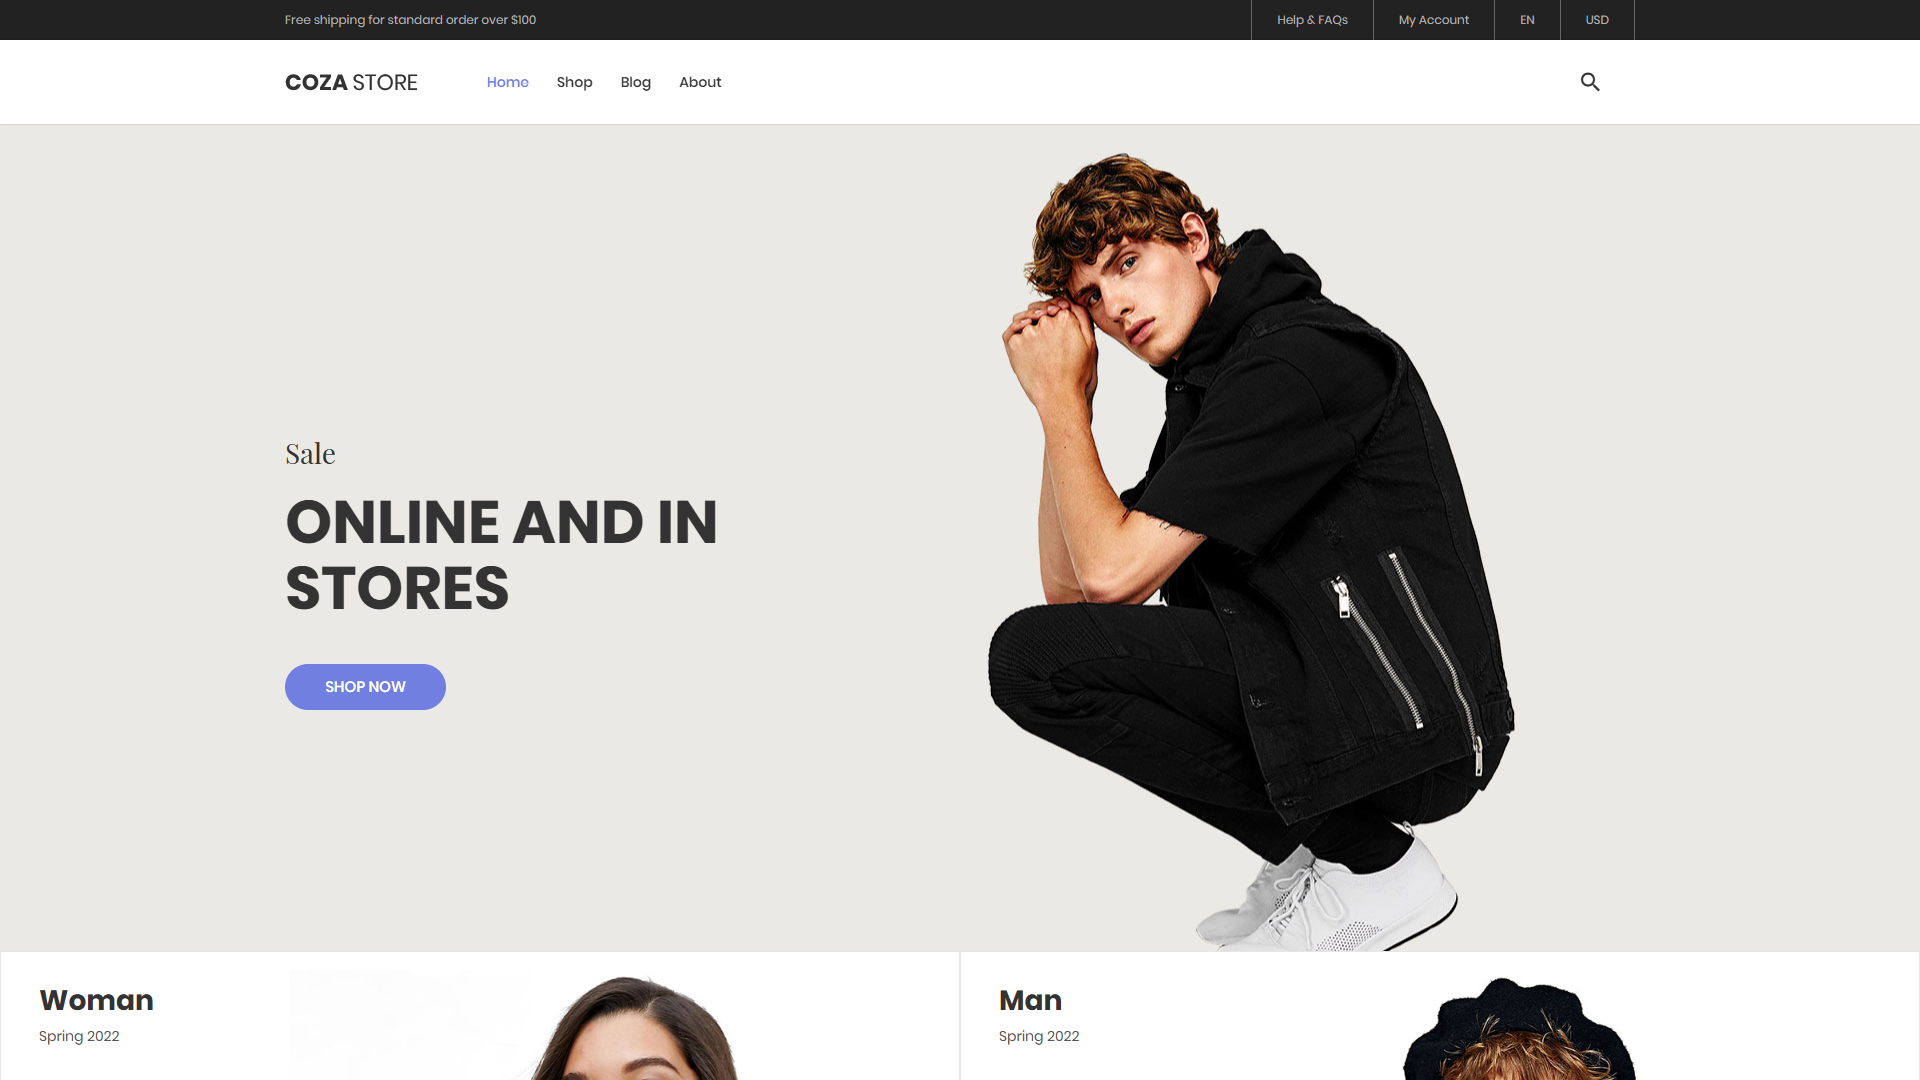 Free shipping for standard order over $100
Help & FAQs
My Account
EN
USD
COZA STORE
Home
Shop
Blog
About
Sale
ONLINE AND IN
STORES
SHOP NOW
Woman
Spring 2022
Man
Spring 2022